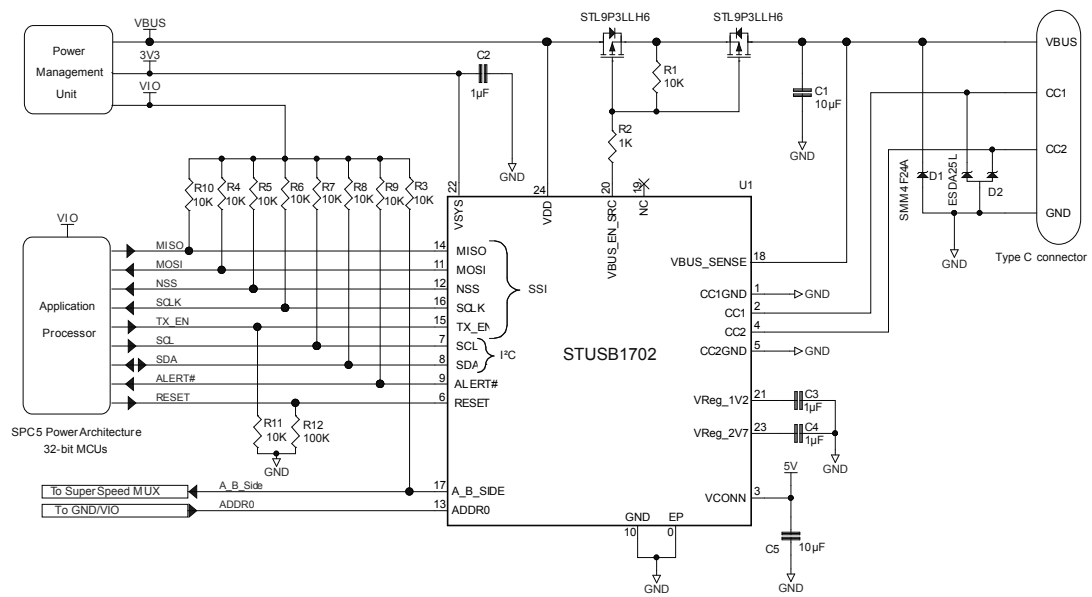 STL9P3LLH6
STL9P3LLH6
VBUS
3V3
VIO
Power
Management
Unit
C2
1µF
GND
R1
10K
R2
1K
C1
10µF
GND
VBUS
CC1
CC2
GND
Type C connector
SMM4F24A
D1
ESDA25L
D2
GND
R10
10K
R4
10K
R5
10K
R6
10K
R7
10K
R8
10K
R9
10K
R3
10K
22
VSYS
24
VDD
20
VBUS_EN_SRC
19
NC
U1
VIO
Application
Processor
SPC5 Power Architecture
32-bit MCUs
MISO
MOSI
NSS
SCLK
TX_EN
SCL
SDA
ALERT#
RESET
14
MISO
11
MOSI
12
NSS
16
SCLK
15
TX_EN
7
SCL
8
SDA
9
ALERT#
6
RESET
SSI
I²C
STUSB1702
VBUS_SENSE
18
CC1GND
1
GND
CC1
2
CC2
4
CC2GND
5
GND
VReg_1V2
21
C3
1µF
VReg_2V7
23
C4
1µF
GND
5V
VCONN
3
C5
10µF
GND
R11
10K
R12
100K
GND
To SuperSpeed MUX
A_B_Side
17
A_B_SIDE
To GND/VIO
ADDR0
13
ADDR0
GND
10
EP
0
GND